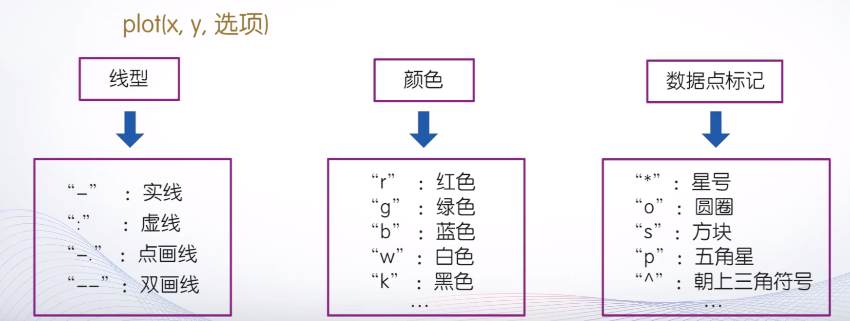 plot(x, y, 选项)
线型
“-” ：实线
“:” ：虚线
“-.” ：点画线
“--” ：双画线
颜色
“r” ：红色
“g” ：绿色
“b” ：蓝色
“w” ：白色
“k” ：黑色
…
数据点标记
“*” ：星号
“o” ：圆圈
“s” ：方块
“p” ：五角星
“^” ：朝上三角符号
…